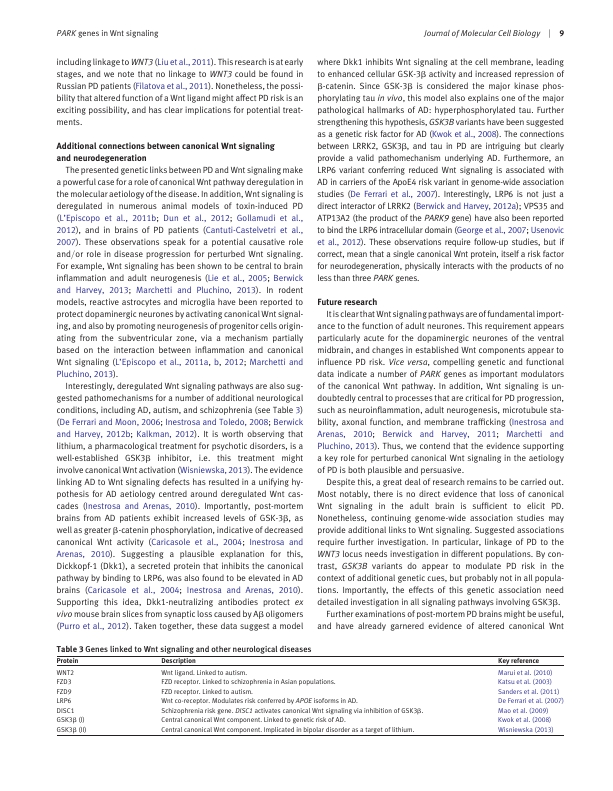 PARK genes in Wnt signaling
Journal of Molecular Cell Biology | 9
including linkage to WNT3 (Liu et al., 2011). This research is at early
stages, and we note that no linkage to WNT3 could be found in
Russian PD patients (Filatova et al., 2011). Nonetheless, the possi-
bility that altered function of a Wnt ligand might affect PD risk is an
exciting possibility, and has clear implications for potential treat-
ments.
Additional connections between canonical Wnt signaling
and neurodegeneration
The presented genetic links between PD and Wnt signaling make
a powerful case for a role of canonical Wnt pathway deregulation in
the molecular aetiology of the disease. In addition, Wnt signaling is
deregulated in numerous animal models of toxin-induced PD
(L'Episcopo et al., 2011b; Dun et al., 2012; Gollamudi et al.,
2012), and in brains of PD patients (Cantuti-Castelvetri et al.,
2007). These observations speak for a potential causative role
and/or role in disease progression for perturbed Wnt signaling.
For example, Wnt signaling has been shown to be central to brain
inflammation and adult neurogenesis (Lie et al., 2005; Berwick
and Harvey, 2013; Marchetti and Pluchino, 2013). In rodent
models, reactive astrocytes and microglia have been reported to
protect dopaminergic neurones by activating canonical Wnt signal-
ing, and also by promoting neurogenesis of progenitor cells origin-
ating from the subventricular zone, via a mechanism partially
based on the interaction between inflammation and canonical
Wnt signaling (L'Episcopo et al., 2011a, b, 2012; Marchetti and
Pluchino, 2013).
Interestingly, deregulated Wnt signaling pathways are also sug-
gested pathomechanisms for a number of additional neurological
conditions, including AD, autism, and schizophrenia (see Table 3)
(De Ferrari and Moon, 2006; Inestrosa and Toledo, 2008; Berwick
and Harvey, 2012b; Kalkman, 2012). It is worth observing that
lithium, a pharmacological treatment for psychotic disorders, is a
well-established GSK3β inhibitor, i.e. this treatment might
involve canonical Wnt activation (Wisniewska, 2013). The evidence
linking AD to Wnt signaling defects has resulted in a unifying hy-
pothesis for AD aetiology centred around deregulated Wnt cas-
cades (Inestrosa and Arenas, 2010). Importantly, post-mortem
brains from AD patients exhibit increased levels of GSK-3β, as
well as greater β-catenin phosphorylation, indicative of decreased
canonical Wnt activity (Caricasole et al., 2004; Inestrosa and
Arenas, 2010). Suggesting a plausible explanation for this,
Dickkopf-1 (Dkk1), a secreted protein that inhibits the canonical
pathway by binding to LRP6, was also found to be elevated in AD
brains (Caricasole et al., 2004; Inestrosa and Arenas, 2010).
Supporting this idea, Dkk1-neutralizing antibodies protect ex
vivo mouse brain slices from synaptic loss caused by Aβ oligomers
(Purro et al., 2012). Taken together, these data suggest a model
where Dkk1 inhibits Wnt signaling at the cell membrane, leading
to enhanced cellular GSK-3β activity and increased repression of
β-catenin. Since GSK-3β is considered the major kinase phos-
phorylating tau in vivo, this model also explains one of the major
pathological hallmarks of AD: hyperphosphorylated tau. Further
strengthening this hypothesis, GSK3B variants have been suggested
as a genetic risk factor for AD (Kwok et al., 2008). The connections
between LRRK2, GSK3β, and tau in PD are intriguing but clearly
provide a valid pathomechanism underlying AD. Furthermore, an
LRP6 variant conferring reduced Wnt signaling is associated with
AD in carriers of the ApoE4 risk variant in genome-wide association
studies (De Ferrari et al., 2007). Interestingly, LRP6 is not just a
direct interactor of LRRK2 (Berwick and Harvey, 2012a); VPS35 and
ATP13A2 (the product of the PARK9 gene) have also been reported
to bind the LRP6 intracellular domain (George et al., 2007; Usenovic
et al., 2012). These observations require follow-up studies, but if
correct, mean that a single canonical Wnt protein, itself a risk factor
for neurodegeneration, physically interacts with the products of no
less than three PARK genes.
Future research
It is clear that Wnt signaling pathways are of fundamental import-
ance to the function of adult neurones. This requirement appears
particularly acute for the dopaminergic neurones of the ventral
midbrain, and changes in established Wnt components appear to
influence PD risk. Vice versa, compelling genetic and functional
data indicate a number of PARK genes as important modulators
of the canonical Wnt pathway. In addition, Wnt signaling is un-
doubtedly central to processes that are critical for PD progression,
such as neuroinflammation, adult neurogenesis, microtubule sta-
bility, axonal function, and membrane trafficking (Inestrosa and
Arenas, 2010; Berwick and Harvey, 2011; Marchetti and
Pluchino, 2013). Thus, we contend that the evidence supporting
a key role for perturbed canonical Wnt signaling in the aetiology
of PD is both plausible and persuasive.
Despite this, a great deal of research remains to be carried out.
Most notably, there is no direct evidence that loss of canonical
Wnt signaling in the adult brain is sufficient to elicit PD.
Nonetheless, continuing genome-wide association studies may
provide additional links to Wnt signaling. Suggested associations
require further investigation. In particular, linkage of PD to the
WNT3 locus needs investigation in different populations. By con-
trast, GSK3B variants do appear to modulate PD risk in the
context of additional genetic cues, but probably not in all popula-
tions. Importantly, the effects of this genetic association need
detailed investigation in all signaling pathways involving GSK3β.
Further examinations of post-mortem PD brains might be useful,
and have already garnered evidence of altered canonical Wnt
Table 3 Genes linked to Wnt signaling and other neurological diseases
Protein Description Key reference
WNT2 Wnt ligand. Linked to autism. Marui et al. (2010)
FZD3 FZD receptor. Linked to schizophrenia in Asian populations. Katsu et al. (2003)
FZD9 FZD receptor. Linked to autism. Sanders et al. (2011)
LRP6 Wnt co-receptor. Modulates risk conferred by APOE isoforms in AD. De Ferrari et al. (2007)
DISC1 Schizophrenia risk gene. DISC1 activates canonical Wnt signaling via inhibition of GSK3β. Mao et al. (2009)
GSK3β (I) Central canonical Wnt component. Linked to genetic risk of AD. Kwok et al. (2008)
GSK3β (II) Central canonical Wnt component. Implicated in bipolar disorder as a target of lithium. Wisniewska (2013)